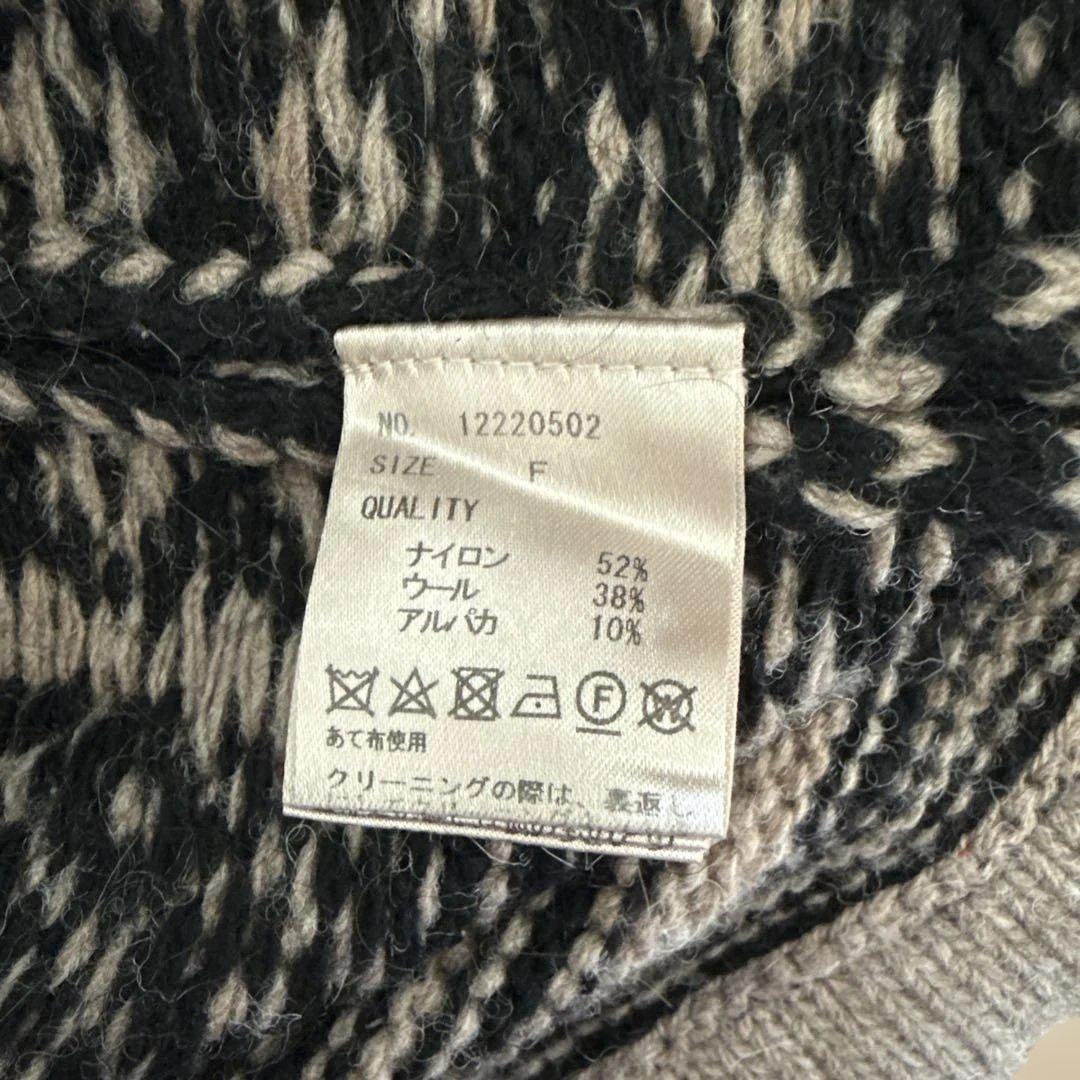 NO. 12220502
SIZE F
QUALITY
ナイロン 52%
ウール 38%
アルパカ 10%
F W
あて布使用
クリーニングの際は、裏返し